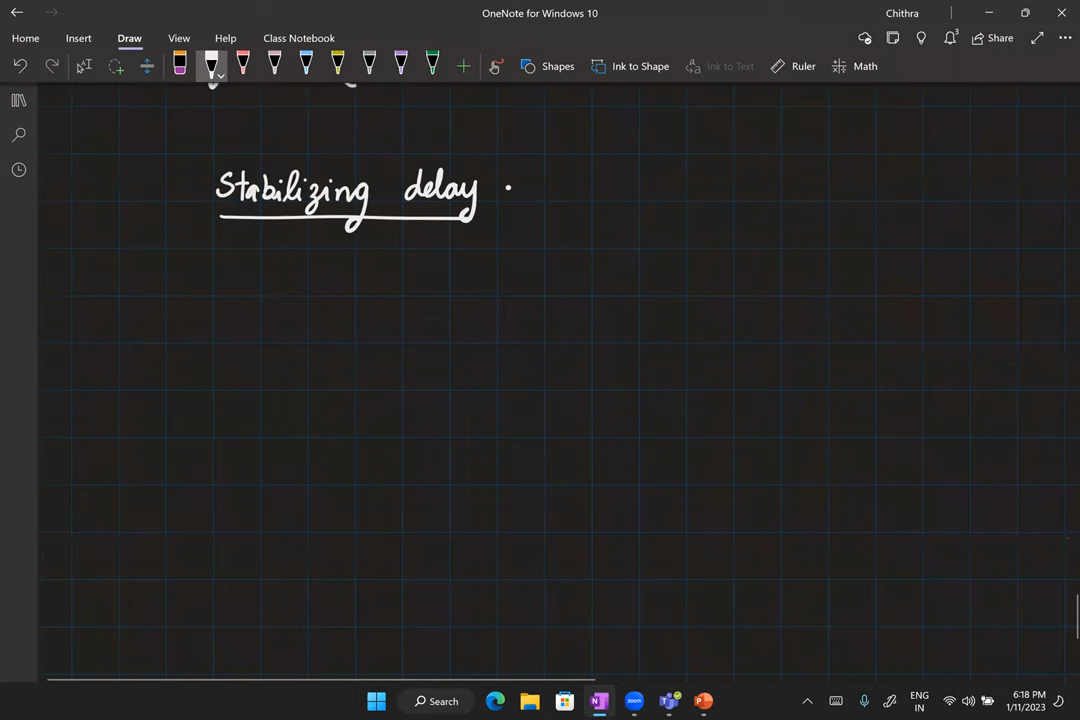 OneNote for Windows 10
Chithra
Home Insert Draw View Help Class Notebook
Share
Shapes Ink to Shape Ink to Text Ruler Math
Stabilizing delay .
Search
ENG
IN
6:18 PM
1/11/2023